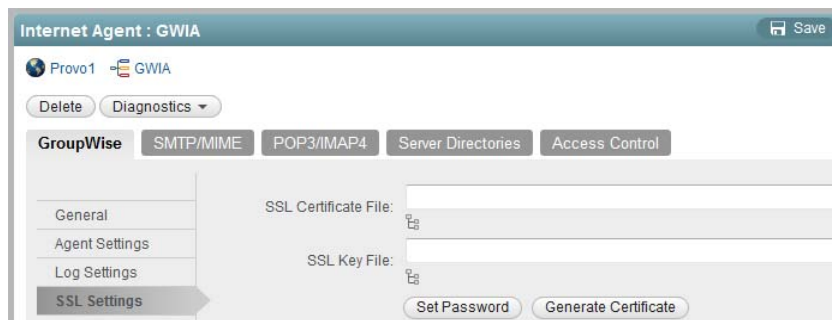 Internet Agent : GWIA Save
Provo1 GWIA
Delete Diagnostics
GroupWise SMTP/MIME POP3/IMAP4 Server Directories Access Control
SSL Certificate File:
General
Agent Settings
SSL Key File:
Log Settings
SSL Settings Set Password Generate Certificate